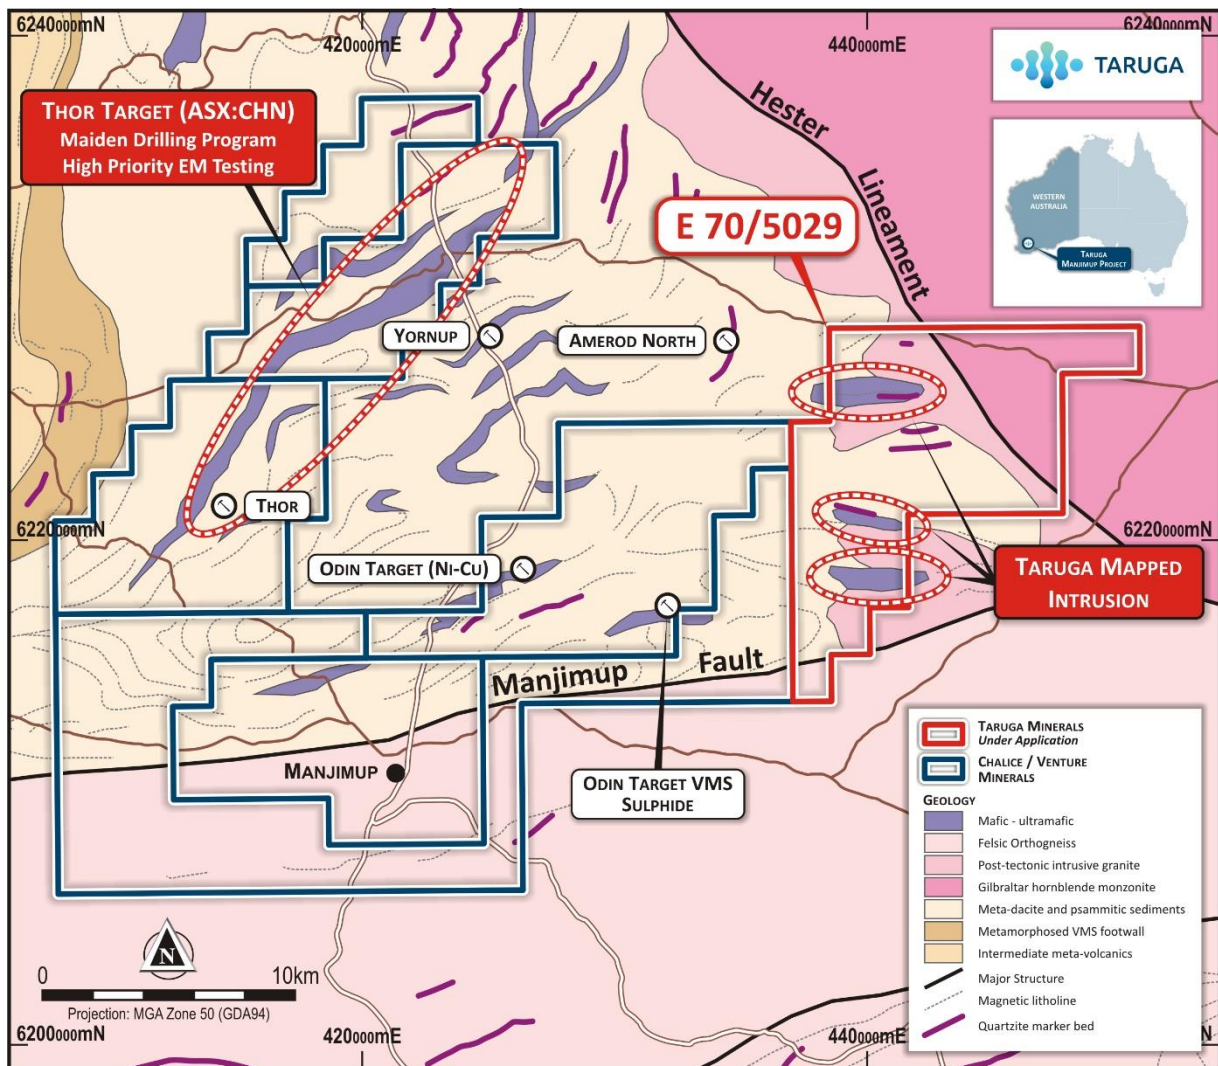 6240000mN
420000mE
440000mE
6240000mN
TARUGA
THOR TARGET (ASX:CHN)
Maiden Drilling Program
High Priority EM Testing
Hester
Lineament
WESTERN
AUSTRALIA
TARUGA
MANJIMUP PROJECT
E 70/5029
YORNUP
AMEROD NORTH
THOR
6220000mN
6220000mN
ODIN TARGET (NI-CU)
TARUGA MAPPED
INTRUSION
Manjimup Fault
MANJIMUP
ODIN TARGET VMS
SULPHIDE
TARUGA MINERALS
Under Application
CHALICE / VENTURE
MINERALS
GEOLOGY
Mafic - ultramafic
Felsic Orthogneiss
Post-tectonic intrusive granite
Gilbraltar hornblende monzonite
Meta-dacite and psammitic sediments
Metamorphosed VMS footwall
Intermediate meta-volcanics
Major Structure
Magnetic litholine
Quartzite marker bed
N
0
10km
Projection: MGA Zone 50 (GDA94)
6200000mN
420000mE
440000mE